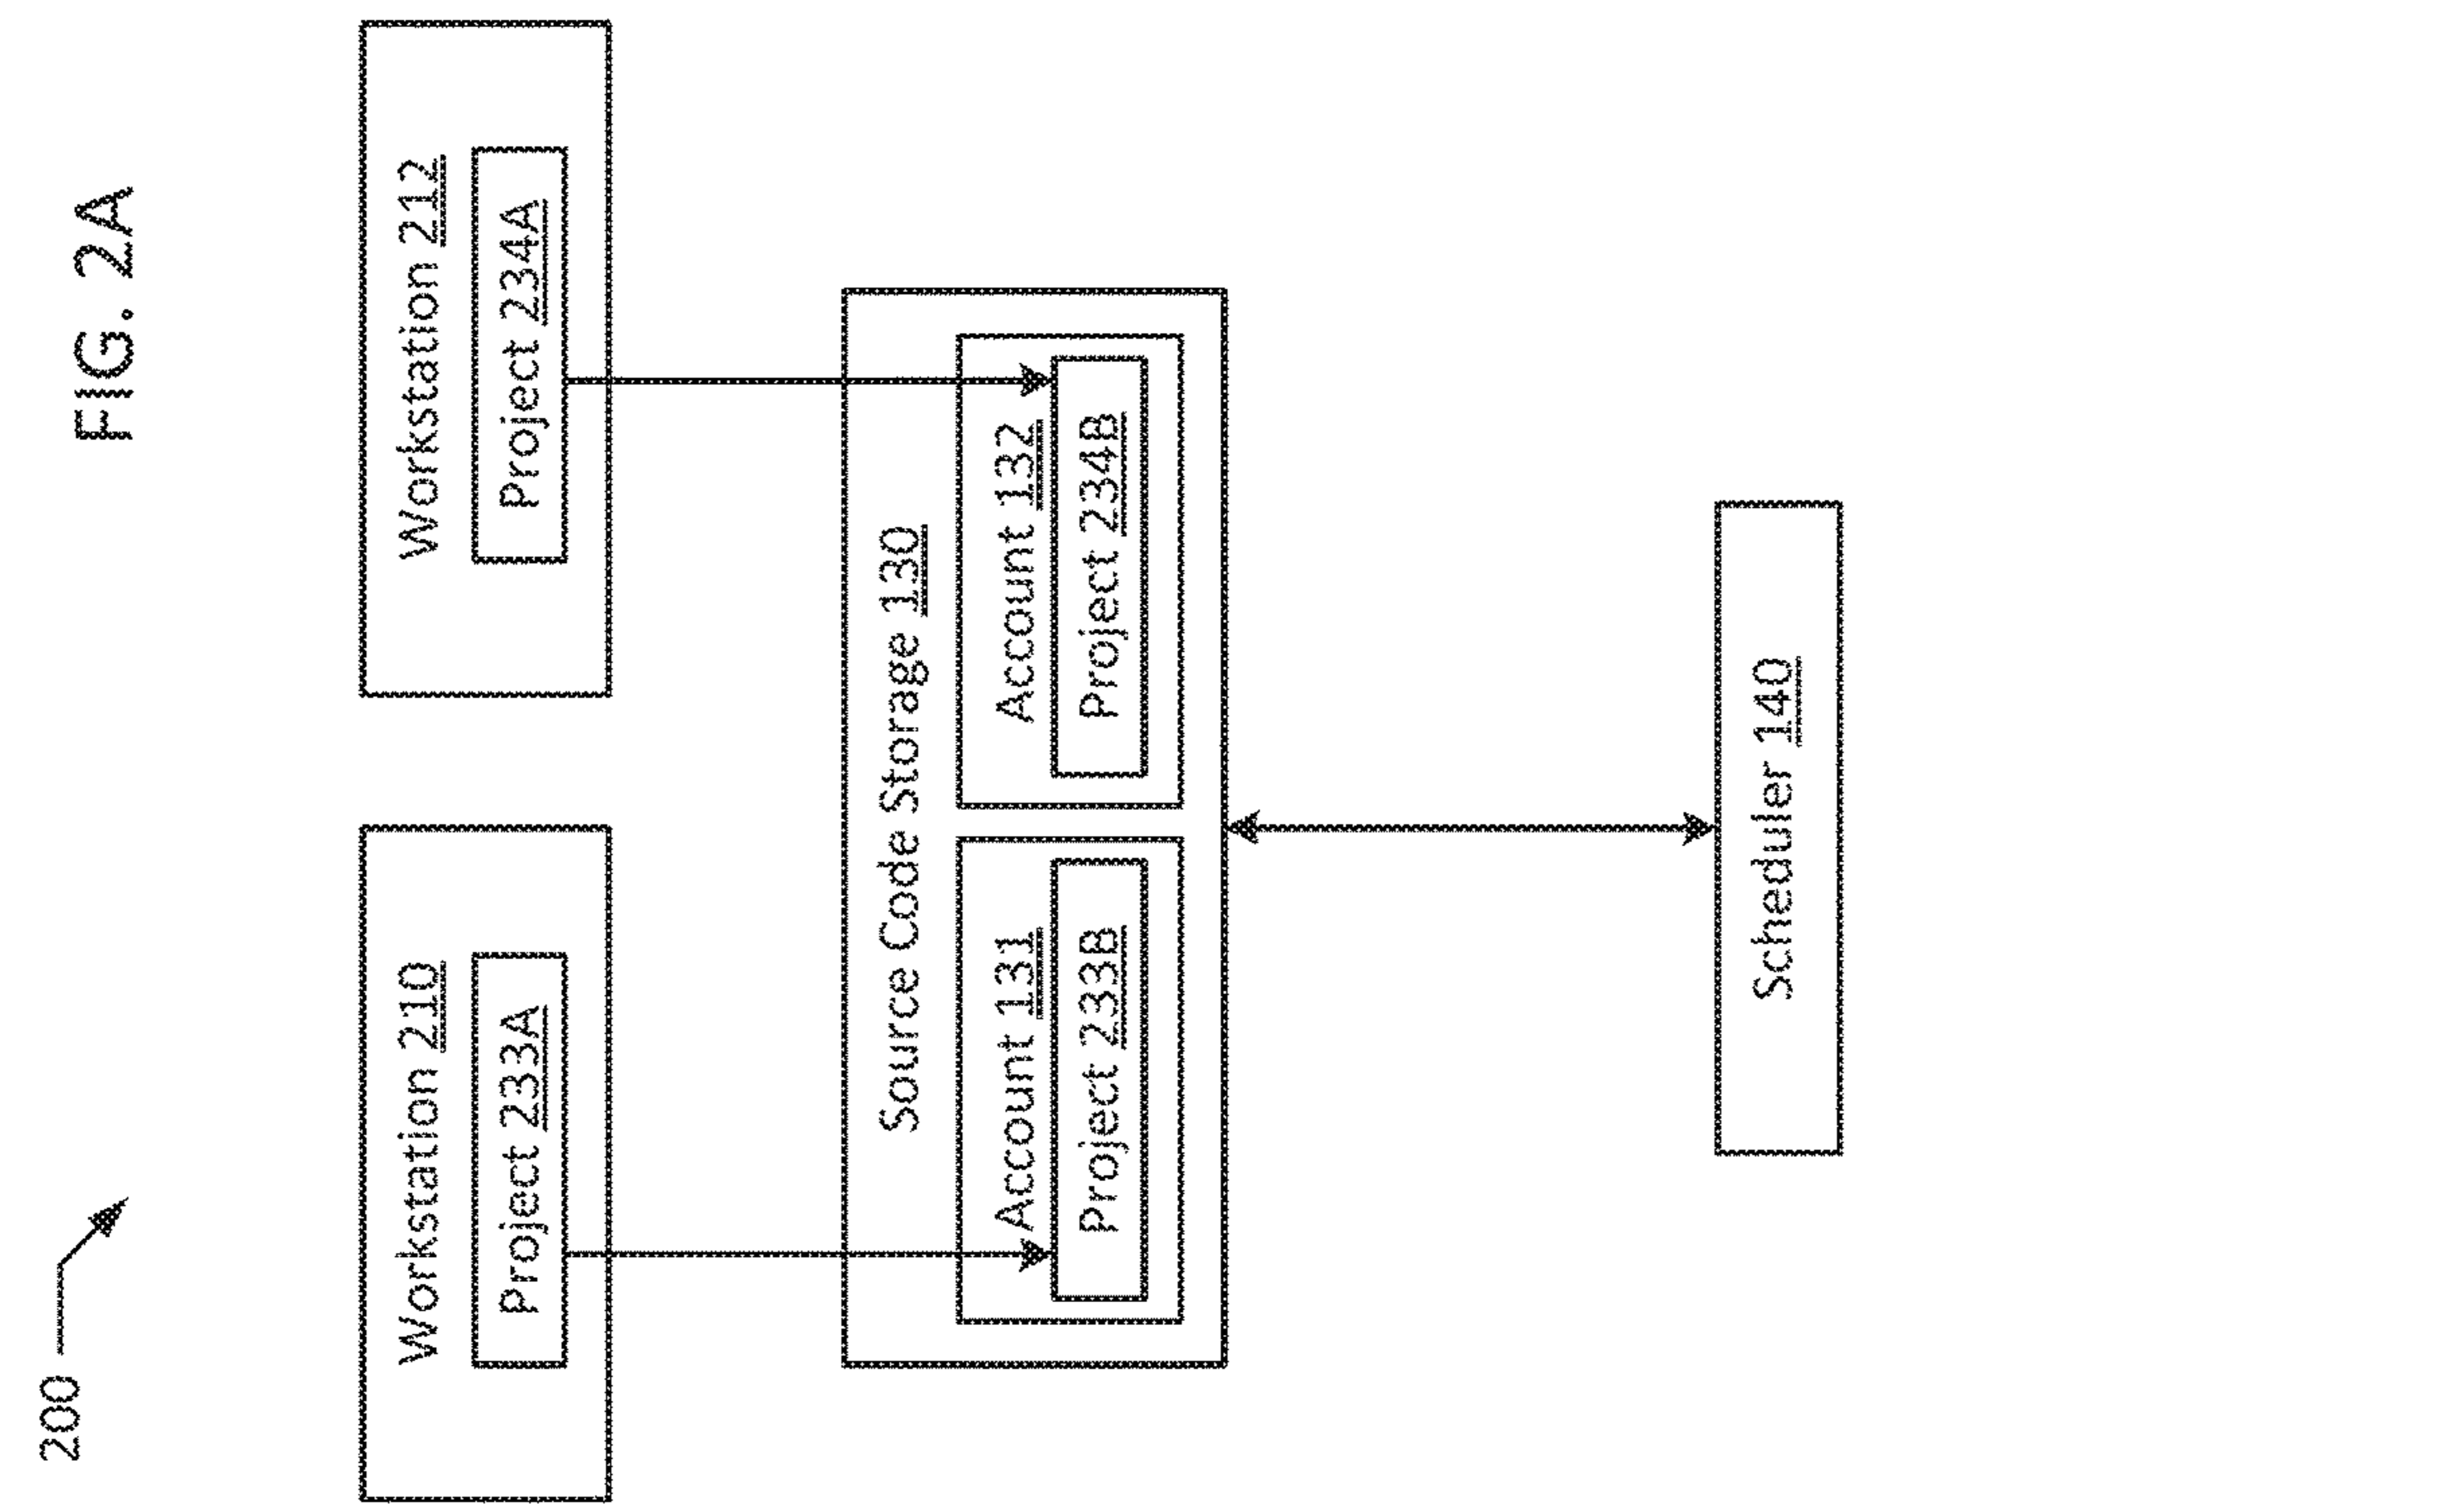 200
FIG. 2A
Workstation 210
Project 233A
Workstation 212
Project 234A
Source Code Storage 130
Account 131
Project 233B
Account 132
Project 234B
Scheduler 140